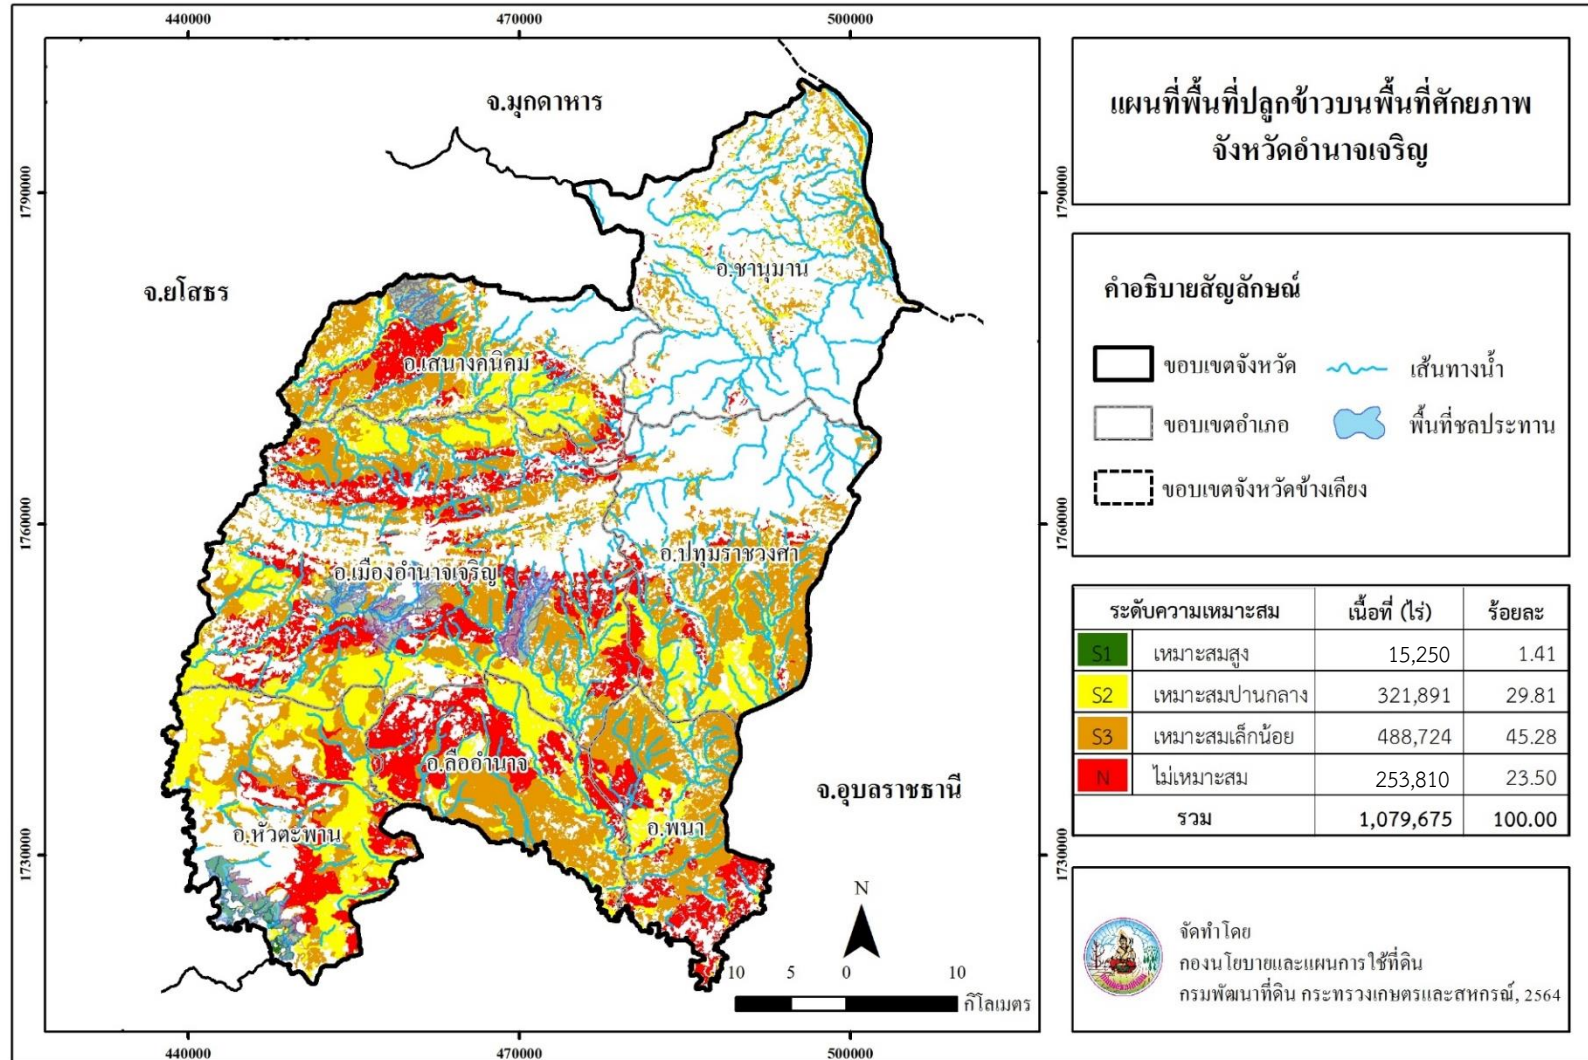 440000
470000
500000
1790000
1760000
1730000
1790000
1760000
1730000
440000
470000
500000
จ.มุกดาหาร
จ.ยโสธร
อ.ชานุมาน
อ.เสนางคนิคม
อ.ปทุมราชวงศา
อ.เมืองอำนาจเจริญ
อ.ลืออำนาจ
จ.อุบลราชธานี
อ.หัวตะพาน
อ.พนา
N
10 5 0 10
กิโลเมตร
แผนที่พื้นที่ปลูกข้าวบนพื้นที่ศักยภาพ
จังหวัดอำนาจเจริญ
คำอธิบายสัญลักษณ์
ขอบเขตจังหวัด เส้นทางน้ำ
ขอบเขตอำเภอ พื้นที่ชลประทาน
ขอบเขตจังหวัดข้างเคียง
ระดับความเหมาะสม เนื้อที่ (ไร่) ร้อยละ
S1 เหมาะสมสูง 15,250 1.41
S2 เหมาะสมปานกลาง 321,891 29.81
S3 เหมาะสมเล็กน้อย 488,724 45.28
N ไม่เหมาะสม 253,810 23.50
รวม 1,079,675 100.00
จัดทำโดย
กองนโยบายและแผนการใช้ที่ดิน
กรมพัฒนาที่ดิน กระทรวงเกษตรและสหกรณ์, 2564